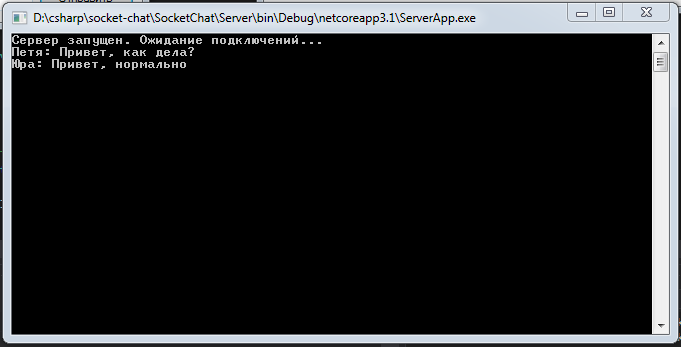 D:\csharp\socket-chat\SocketChat\Server\bin\Debug\netcoreapp3.1\ServerApp.exe
Сервер запущен. Ожидание подключений...
Петя: Привет, как дела?
Юра: Привет, нормально